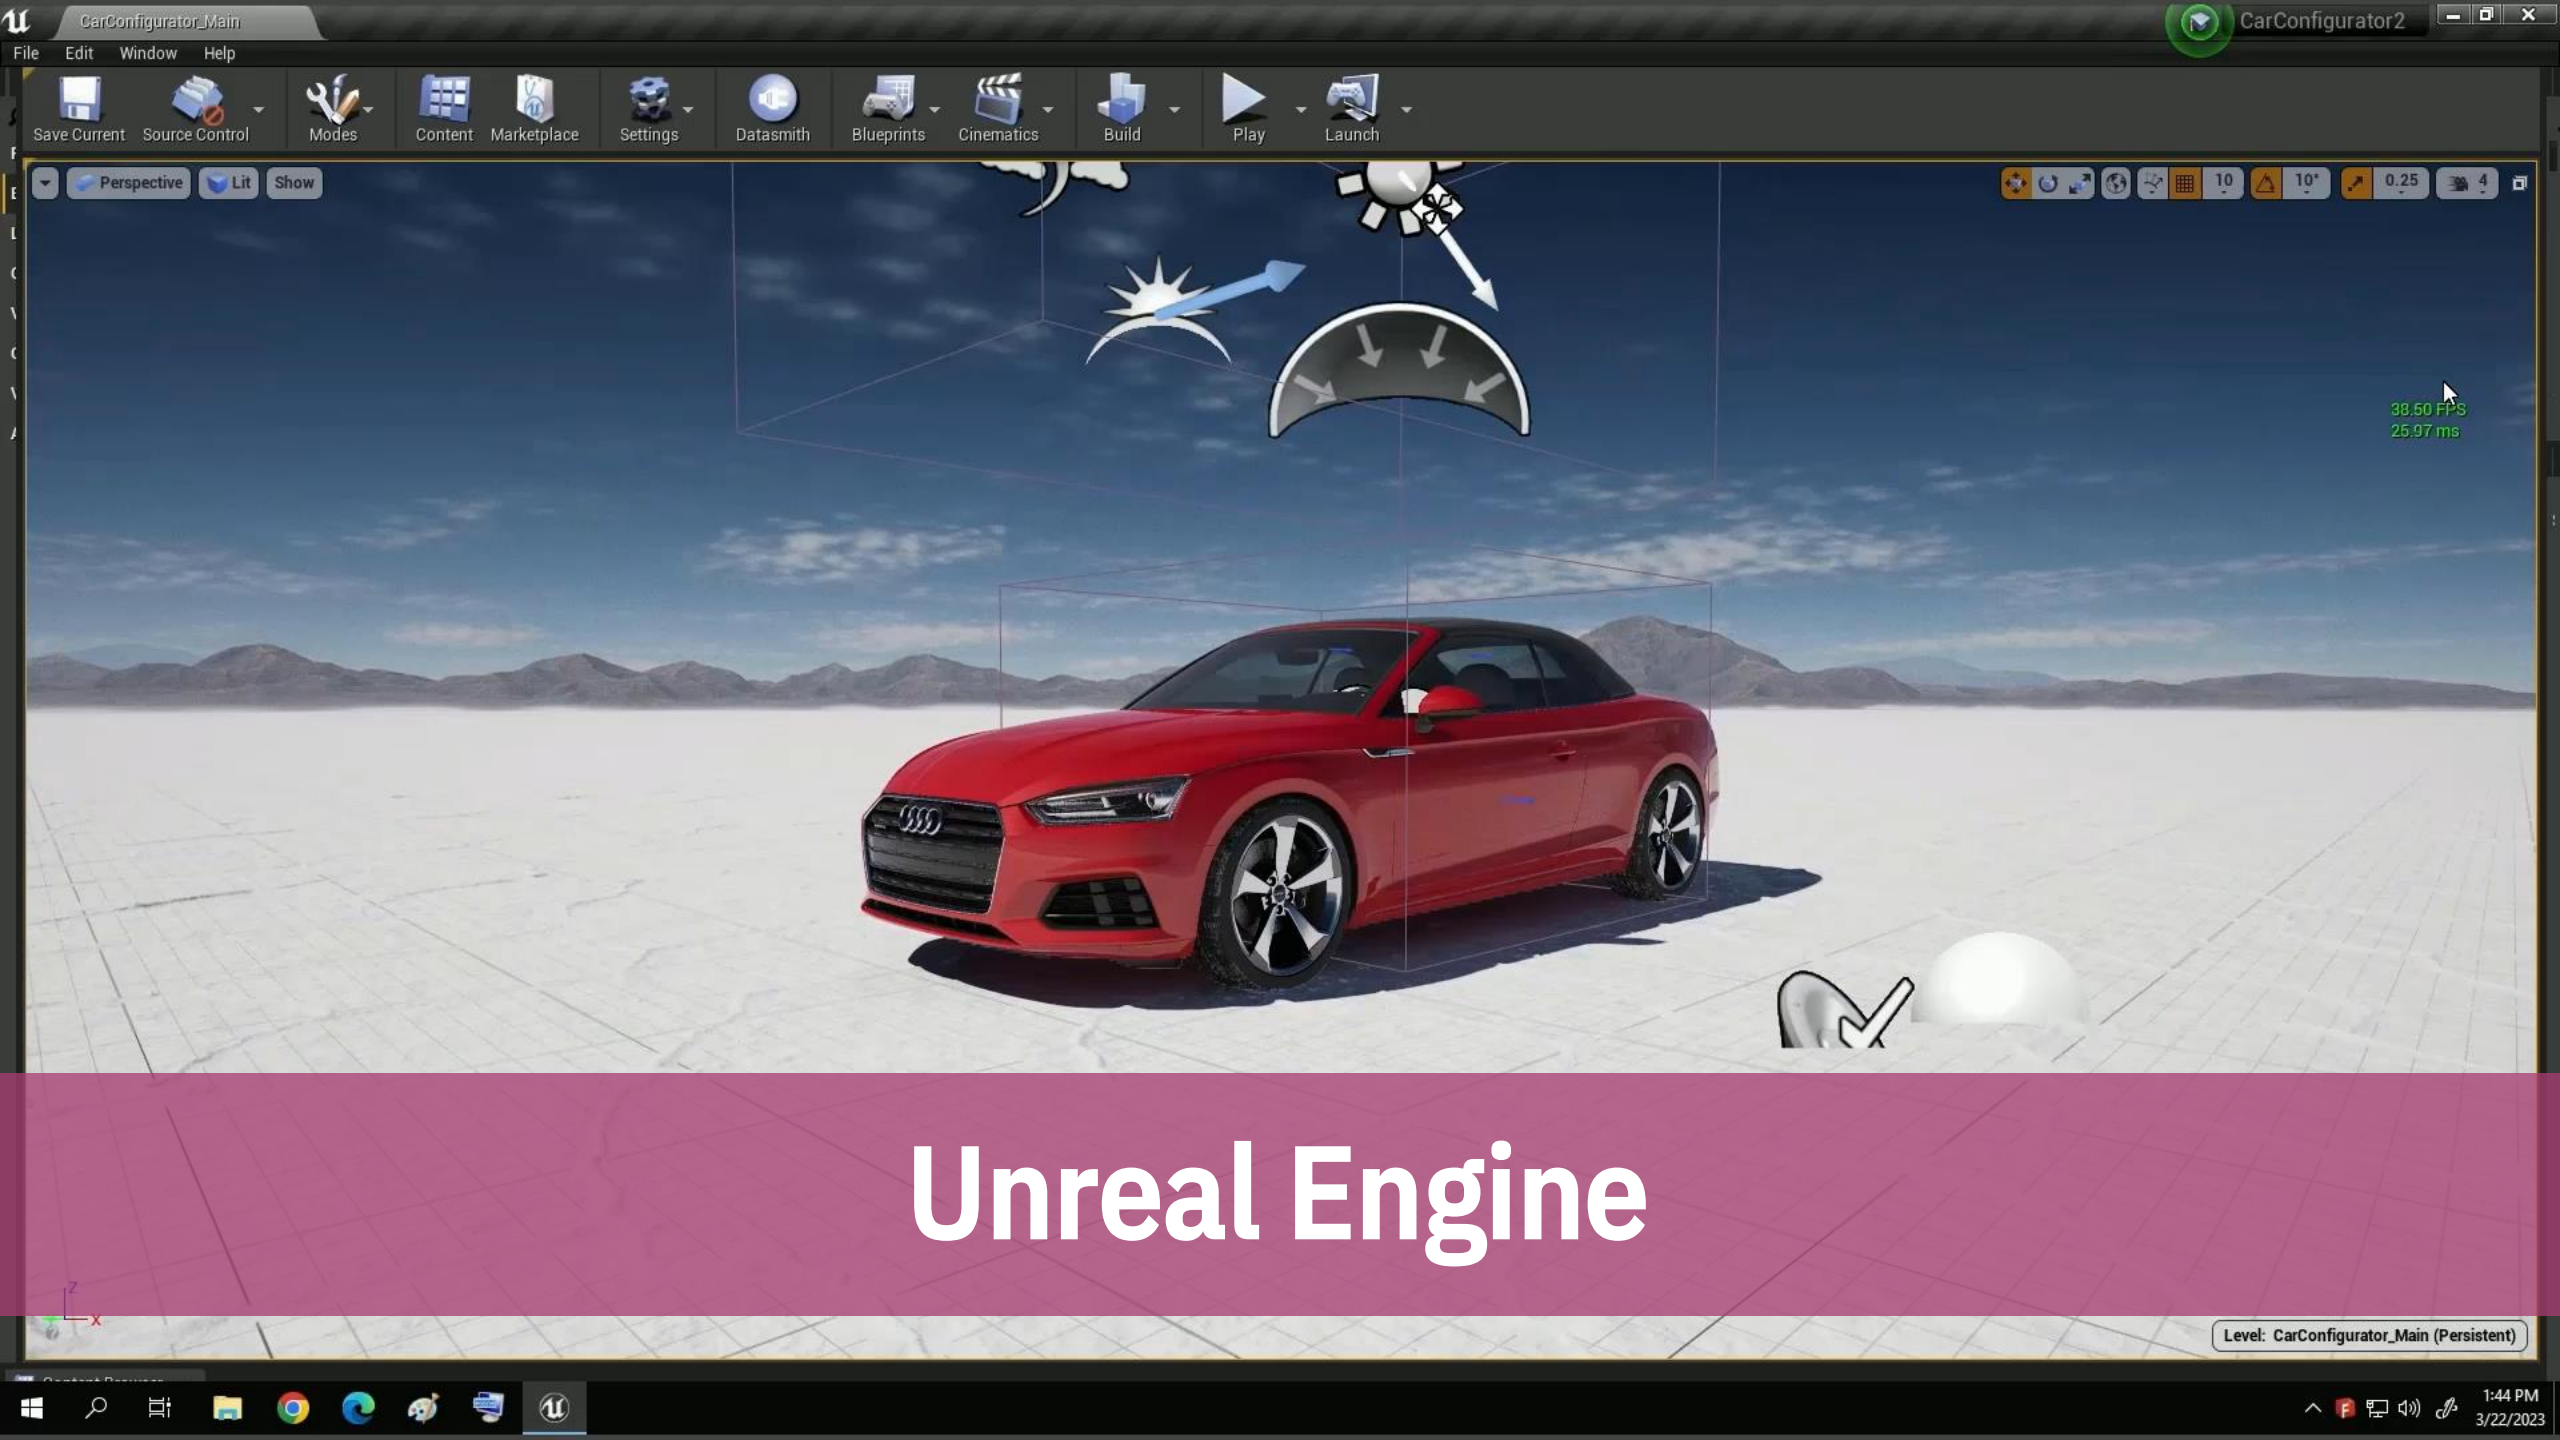 CarConfigurator_Main
CarConfigurator2
File Edit Window Help
Save Current Source Control Modes Content Marketplace Settings Datasmith Blueprints Cinematics Build Play Launch
Perspective Lit Show
10 10° 0.25 4
38.50 FPS
25.97 ms
Unreal Engine
Z
X
Level: CarConfigurator_Main (Persistent)
1:44 PM
3/22/2023